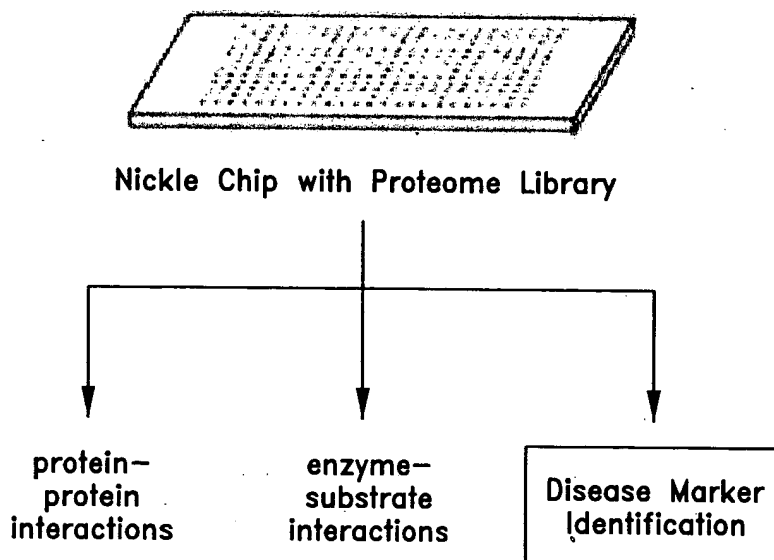 Nickle Chip with Proteome Library
protein–
protein
interactions
enzyme–
substrate
interactions
Disease Marker
Identification